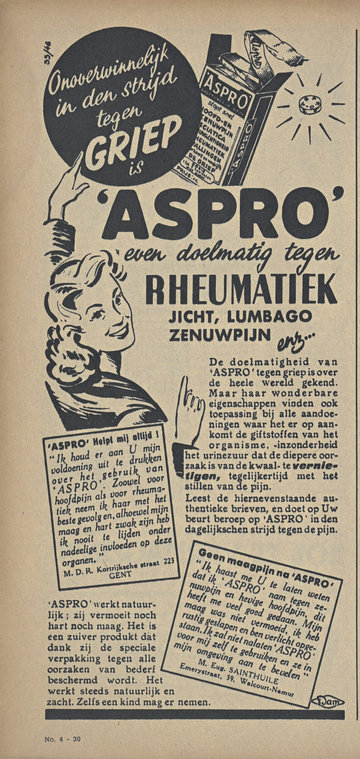 33/46
Onoverwinnelijk
in den strijd
tegen
GRIEP
is
ASPRO
'ASPRO'
even doelmatig tegen
RHEUMATIEK
JICHT, LUMBAGO
ZENUWPIJN enz...
De doelmatigheid van
'ASPRO' tegen griep is over
de heele wereld gekend.
Maar haar wonderbare
eigenschappen vinden ook
toepassing bij alle aandoe-
ningen waar het er op aan-
komt de giftstoffen van het
organisme, -inzonderheid
het urinezuur dat de diepere oor-
zaak is van de kwaal- te vernie-
tigen, tegelijkertijd met het
stillen van de pijn.
Leest de hiernevenstaande au-
thentieke brieven, en doet op Uw
beurt beroep op 'ASPRO' in den
dagelijkschen strijd tegen de pijn.
'ASPRO' Helpt mij altijd !
"Ik houd er aan U mijn
voldoening uit te drukken
over het gebruik van
'ASPRO'. Zoowel voor
hoofdpijn als voor rheuma-
tiek neem ik haar met het
beste gevolg en, alhoewel mijn
maag en hart zwak zijn heb
ik nooit te lijden onder
nadeelige invloeden op deze
organen."
M. D. R. Kortrijksche straat 223
GENT
Geen maagpijn na 'ASPRO'
"Ik haast me U te laten weten
dat ik 'ASPRO' nam tegen ze-
nuwpijn en hevige hoofdpijn, dit
heeft me veel goed gedaan. Mijn
maag was niet vermoeid, ik heb
rustig geslapen en ben verlicht opge-
staan. Ik zal niet nalaten 'ASPRO'
voor mij zelf te gebruiken en ze in
mijn omgeving aan te bevelen"
M. Eug. SAINTHUILE
Emerystraat, 39, Walcourt-Namur
'ASPRO' werkt natuur-
lijk ; zij vermoeit noch
hart noch maag. Het is
een zuiver produkt dat
dank zij de speciale
verpakking tegen alle
oorzaken van bederf
beschermd wordt. Het
werkt steeds natuurlijk en
zacht. Zelfs een kind mag er nemen.
No. 4 - 30